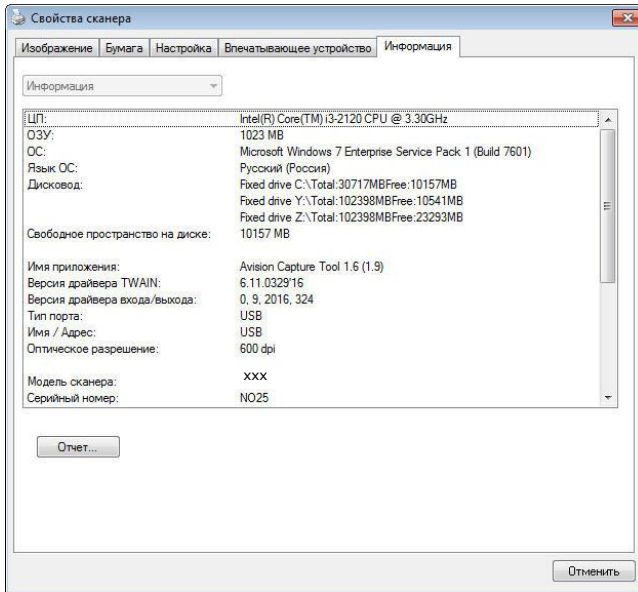 Свойства сканера
Изображение Бумага Настройка Впечатывающее устройство Информация
Информация
ЦП: Intel(R) Core(TM) i3-2120 CPU @ 3.30GHz
ОЗУ: 1023 MB
ОС: Microsoft Windows 7 Enterprise Service Pack 1 (Build 7601)
Язык ОС: Русский (Россия)
Дисковод: Fixed drive C:\Total:30717MBFree:10157MB
Fixed drive Y:\Total:102398MBFree:10541MB
Fixed drive Z:\Total:102398MBFree:23293MB
Свободное пространство на диске: 10157 MB
Имя приложения: Avision Capture Tool 1.6 (1.9)
Версия драйвера TWAIN: 6.11.0329'16
Версия драйвера входа/выхода: 0, 9, 2016, 324
Тип порта: USB
Имя / Адрес: USB
Оптическое разрешение: 600 dpi
Модель сканера: xxx
Серийный номер: NO25
Отчет...
Отменить